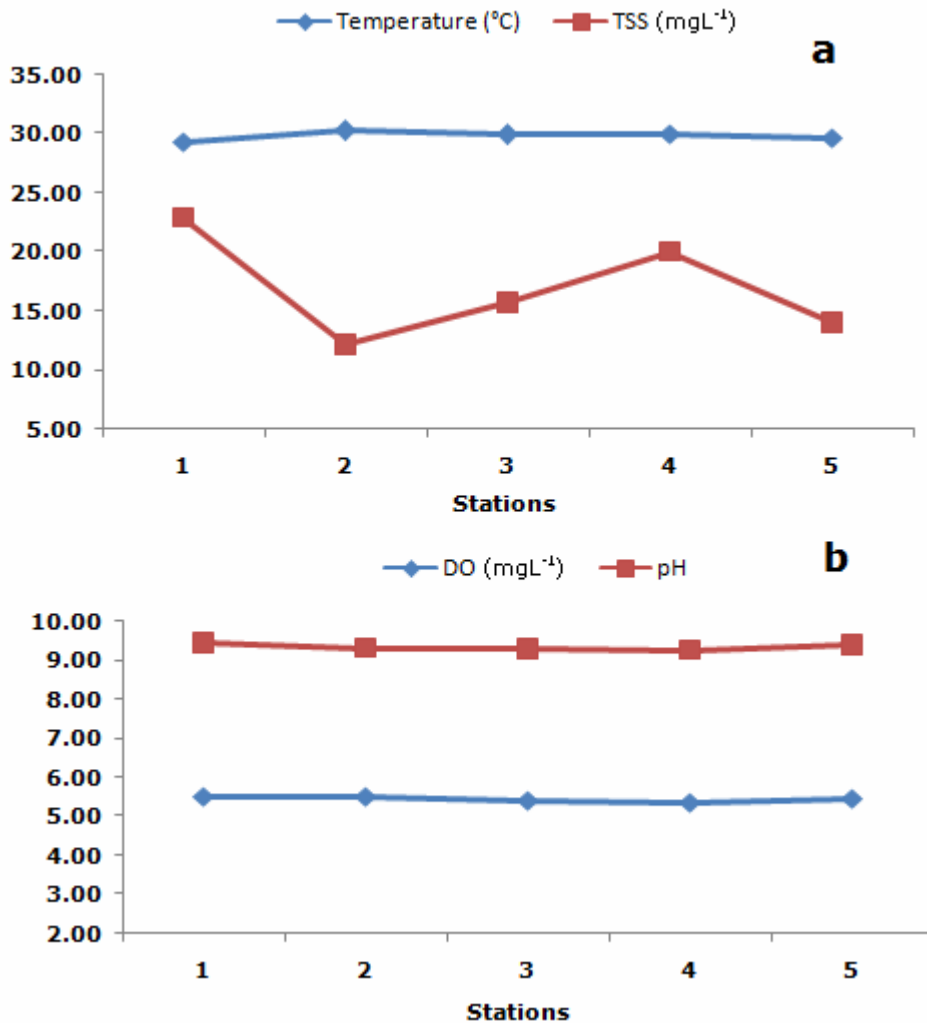 Temperature (°C) TSS (mgL⁻¹)
a
35.00
30.00
25.00
20.00
15.00
10.00
5.00
1 2 3 4 5
Stations
b
DO (mgL⁻¹) pH
10.00
9.00
8.00
7.00
6.00
5.00
4.00
3.00
2.00
1 2 3 4 5
Stations